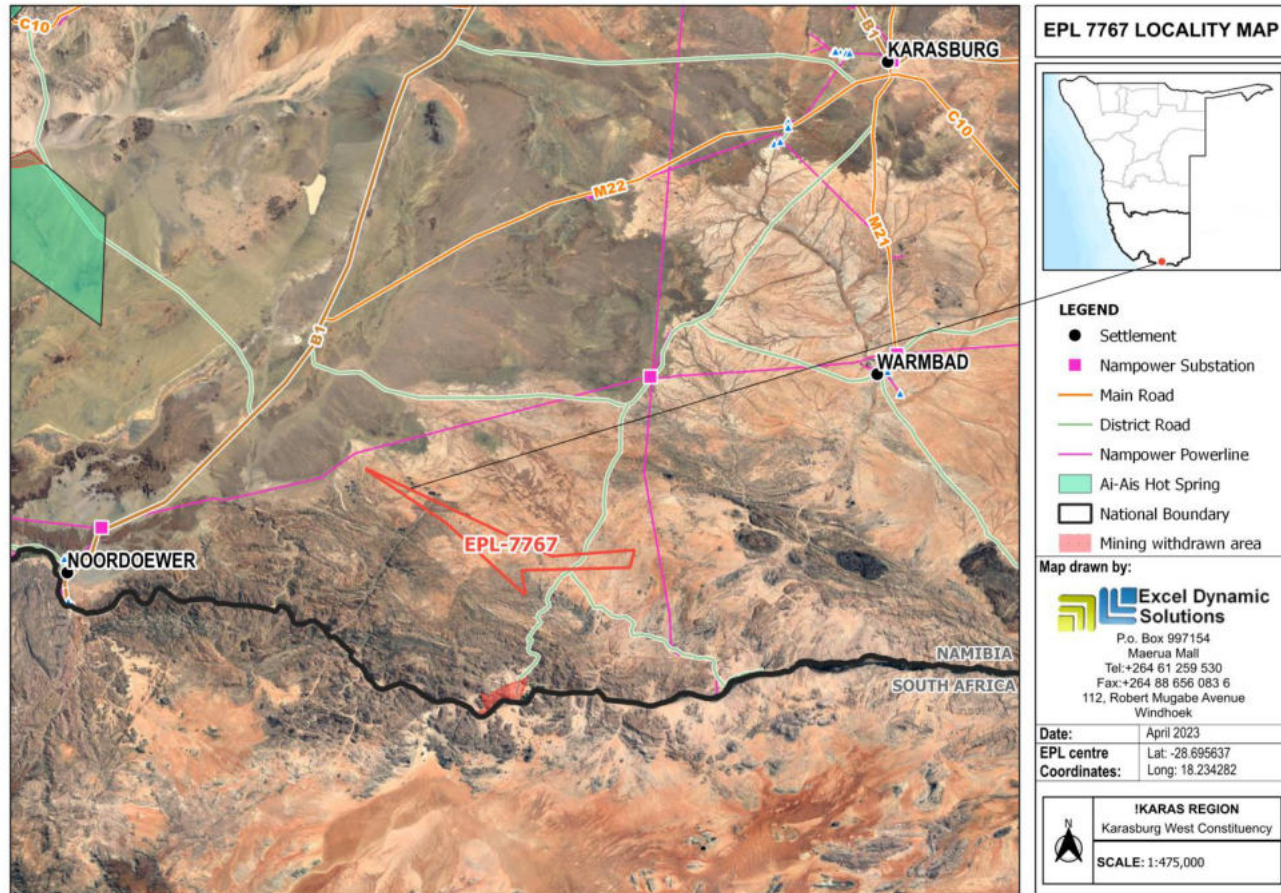 C10
B1
KARASBURG
C10
M22
M21
B1
WARMBAD
EPL-7767
NOORDOEWER
NAMIBIA
SOUTH AFRICA
EPL 7767 LOCALITY MAP
LEGEND
Settlement
Nampower Substation
Main Road
District Road
Nampower Powerline
Ai-Ais Hot Spring
National Boundary
Mining withdrawn area
Map drawn by:
Excel Dynamic
Solutions
P.o. Box 997154
Maerua Mall
Tel:+264 61 259 530
Fax:+264 88 656 083 6
112, Robert Mugabe Avenue
Windhoek
Date: April 2023
EPL centre Lat: -28.695637
Coordinates: Long: 18.234282
N
!KARAS REGION
Karasburg West Constituency
SCALE: 1:475,000